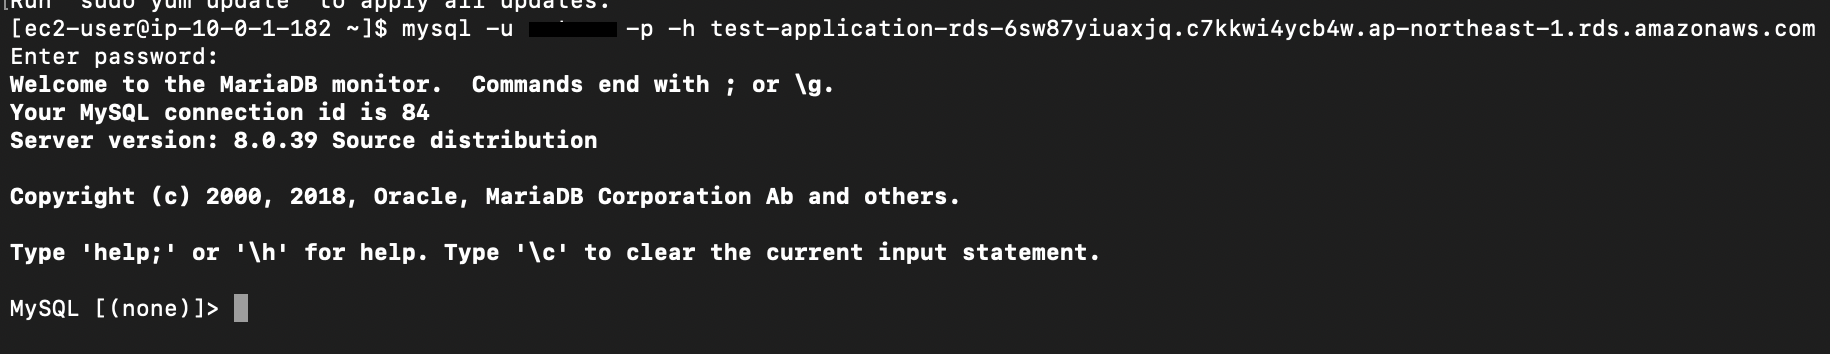 Run "sudo yum update" to apply all updates.
[ec2-user@ip-10-0-1-182 ~]$ mysql -u -p -h test-application-rds-6sw87yiuaxjq.c7kkwi4ycb4w.ap-northeast-1.rds.amazonaws.com
Enter password:
Welcome to the MariaDB monitor.  Commands end with ; or \g.
Your MySQL connection id is 84
Server version: 8.0.39 Source distribution
Copyright (c) 2000, 2018, Oracle, MariaDB Corporation Ab and others.
Type 'help;' or '\h' for help. Type '\c' to clear the current input statement.
MySQL [(none)]>